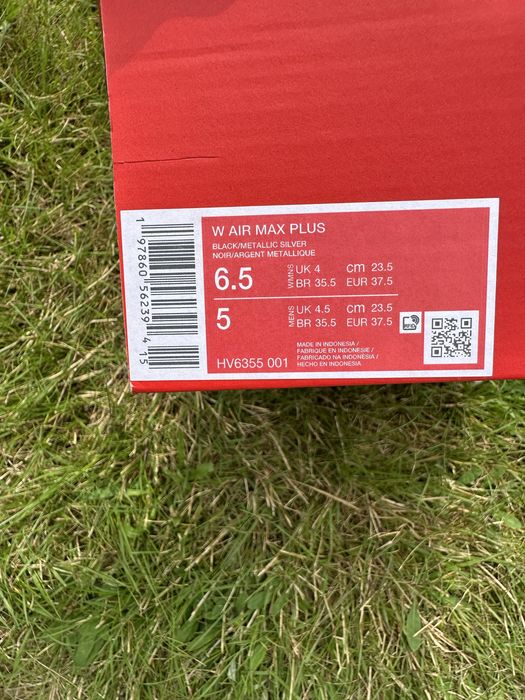 W AIR MAX PLUS
BLACK/METALLIC SILVER
NOIR/ARGENT METALLIQUE
6.5 WMNS UK 4 cm 23.5
BR 35.5 EUR 37.5
5 MENS UK 4.5 cm 23.5
BR 35.5 EUR 37.5
HV6355 001
MADE IN INDONESIA /
FABRIQUE EN INDONESIE /
FABRICADO NA INDONESIA /
HECHO EN INDONESIA
1 97860 56239 4 15